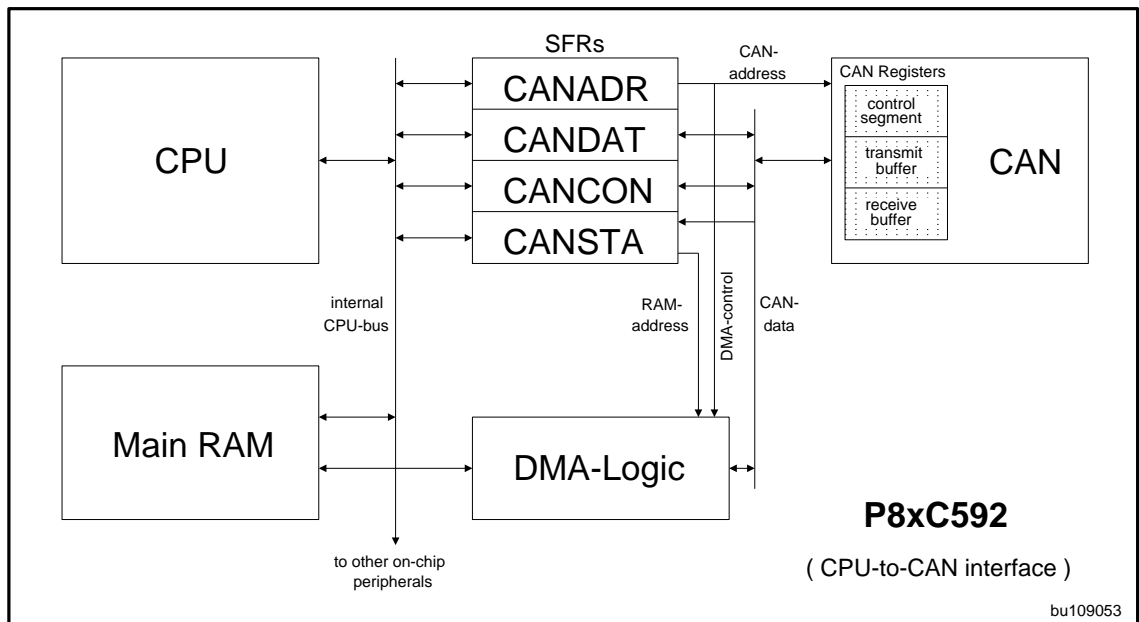 SFRs
CPU
CANADR
CANDAT
CANCON
CANSTA
CAN-
address
CAN Registers
control
segment
transmit
buffer
receive
buffer
CAN
internal
CPU-bus
RAM-
address
DMA-control
CAN-
data
Main RAM
DMA-Logic
to other on-chip
peripherals
P8xC592
( CPU-to-CAN interface )
bu109053